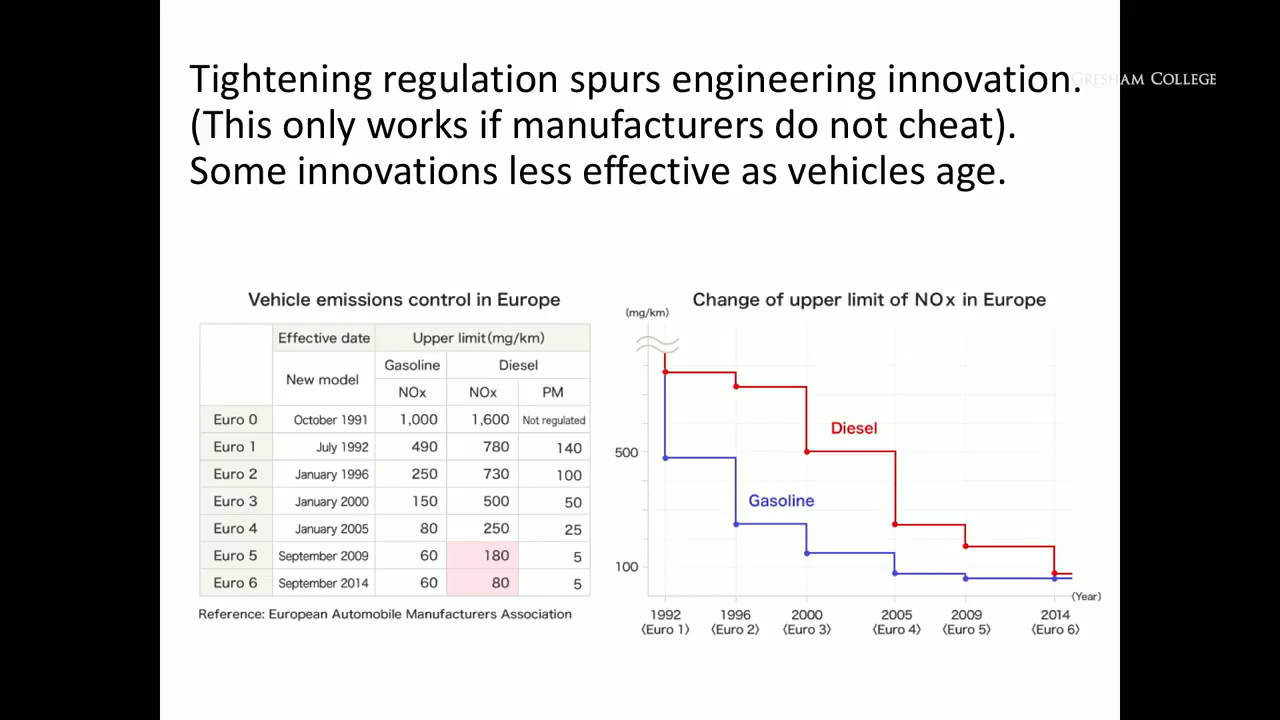 Tightening regulation spurs engineering innovation.
(This only works if manufacturers do not cheat).
Some innovations less effective as vehicles age.
GRESHAM COLLEGE
Vehicle emissions control in Europe
Effective date Upper limit(mg/km)
New model Gasoline Diesel
NOx NOx PM
Euro 0 October 1991 1,000 1,600 Not regulated
Euro 1 July 1992 490 780 140
Euro 2 January 1996 250 730 100
Euro 3 January 2000 150 500 50
Euro 4 January 2005 80 250 25
Euro 5 September 2009 60 180 5
Euro 6 September 2014 60 80 5
Reference: European Automobile Manufacturers Association
Change of upper limit of NOx in Europe
(mg/km)
Diesel
500
Gasoline
100
(Year)
1992 1996 2000 2005 2009 2014
⟨Euro 1⟩ ⟨Euro 2⟩ ⟨Euro 3⟩ ⟨Euro 4⟩ ⟨Euro 5⟩ ⟨Euro 6⟩